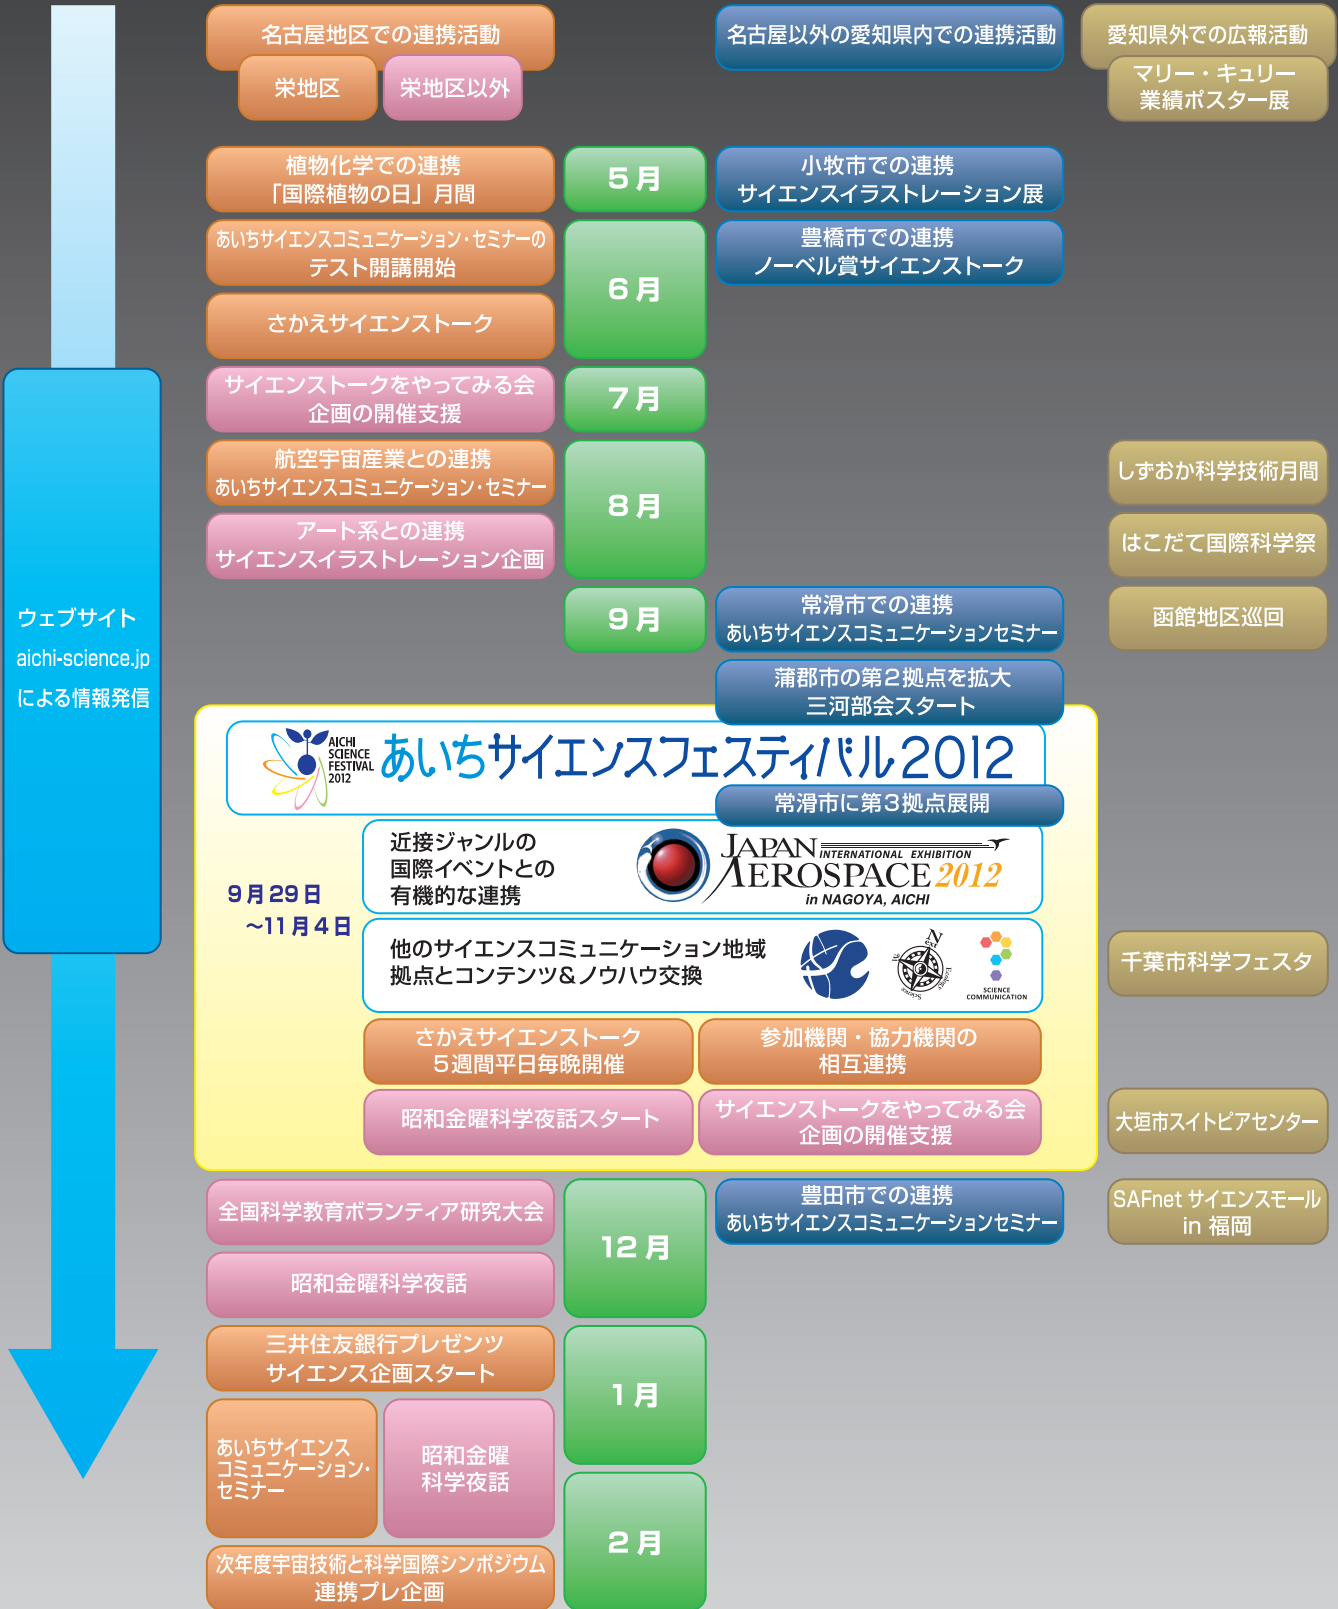 名古屋地区での連携活動
栄地区
栄地区以外
名古屋以外の愛知県内での連携活動
愛知県外での広報活動
マリー・キュリー
業績ポスター展
植物化学での連携
「国際植物の日」月間
5月
小牧市での連携
サイエンスイラストレーション展
あいちサイエンスコミュニケーション・セミナーの
テスト開講開始
6月
豊橋市での連携
ノーベル賞サイエンストーク
さかえサイエンストーク
サイエンストークをやってみる会
企画の開催支援
7月
航空宇宙産業との連携
あいちサイエンスコミュニケーション・セミナー
8月
しずおか科学技術月間
アート系との連携
サイエンスイラストレーション企画
はこだて国際科学祭
9月
常滑市での連携
あいちサイエンスコミュニケーションセミナー
函館地区巡回
ウェブサイト
aichi-science.jp
による情報発信
蒲郡市の第2拠点を拡大
三河部会スタート
AICHI
SCIENCE
FESTIVAL
2012
あいちサイエンスフェスティバル2012
常滑市に第3拠点展開
9月29日
～11月4日
近接ジャンルの
国際イベントとの
有機的な連携
JAPAN
INTERNATIONAL EXHIBITION
AEROSPACE 2012
in NAGOYA, AICHI
他のサイエンスコミュニケーション地域
拠点とコンテンツ&ノウハウ交換
Next
Ecology
Science
SCIENCE
COMMUNICATION
千葉市科学フェスタ
さかえサイエンストーク
5週間平日毎晩開催
参加機関・協力機関の
相互連携
昭和金曜科学夜話スタート
サイエンストークをやってみる会
企画の開催支援
大垣市スイトピアセンター
全国科学教育ボランティア研究大会
12月
豊田市での連携
あいちサイエンスコミュニケーションセミナー
SAFnet サイエンスモール
in 福岡
昭和金曜科学夜話
三井住友銀行プレゼンツ
サイエンス企画スタート
1月
あいちサイエンス
コミュニケーション・
セミナー
昭和金曜
科学夜話
2月
次年度宇宙技術と科学国際シンポジウム
連携プレ企画